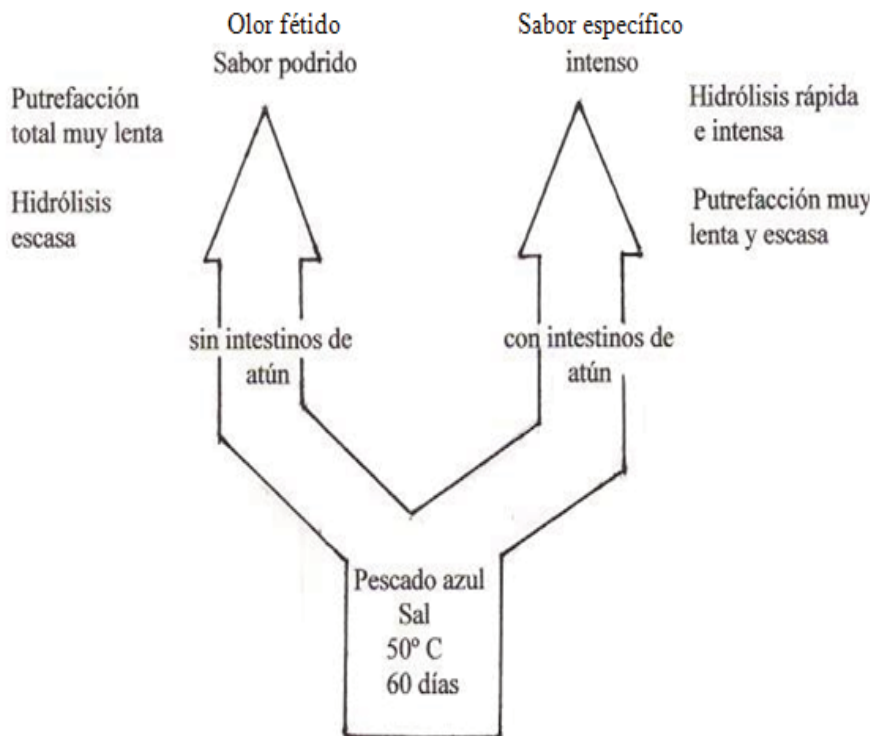 Olor fétido
Sabor podrido
Sabor específico
intenso
Putrefacción
total muy lenta
Hidrólisis
escasa
Hidrólisis rápida
e intensa
Putrefacción muy
lenta y escasa
sin intestinos de
atún
con intestinos de
atún
Pescado azul
Sal
50º C
60 días